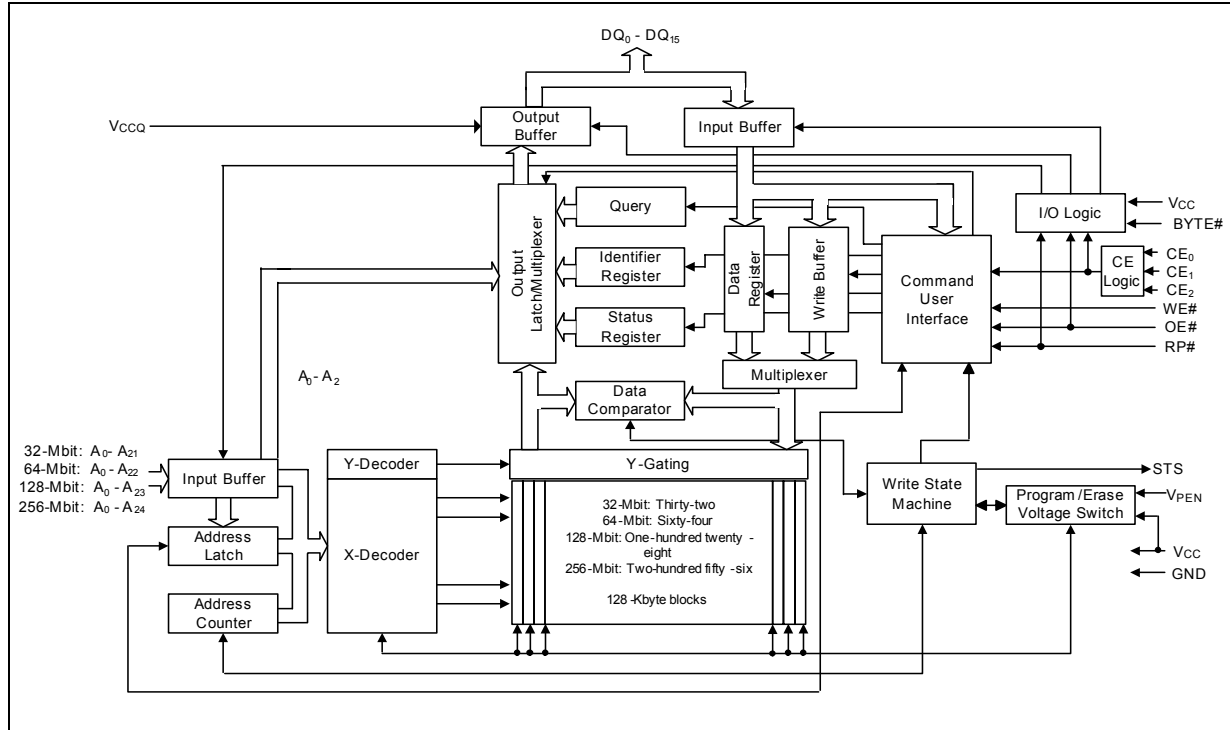 DQ0 - DQ15
VCCQ
Output
Buffer
Input Buffer
Output
Latch/Multiplexer
Query
Identifier
Register
Status
Register
Data
Register
Write Buffer
Command
User
Interface
I/O Logic
CE
Logic
VCC
BYTE#
CE0
CE1
CE2
WE#
OE#
RP#
Multiplexer
Data
Comparator
A0- A2
32-Mbit: A0- A21
64-Mbit: A0 - A22
128-Mbit: A0 - A23
256-Mbit: A0 - A24
Input Buffer
Address
Latch
Address
Counter
Y-Decoder
X-Decoder
Y-Gating
32-Mbit: Thirty-two
64-Mbit: Sixty-four
128-Mbit: One-hundred twenty -
eight
256-Mbit: Two-hundred fifty -six
128 -Kbyte blocks
Write State
Machine
Program /Erase
Voltage Switch
STS
VPEN
VCC
GND